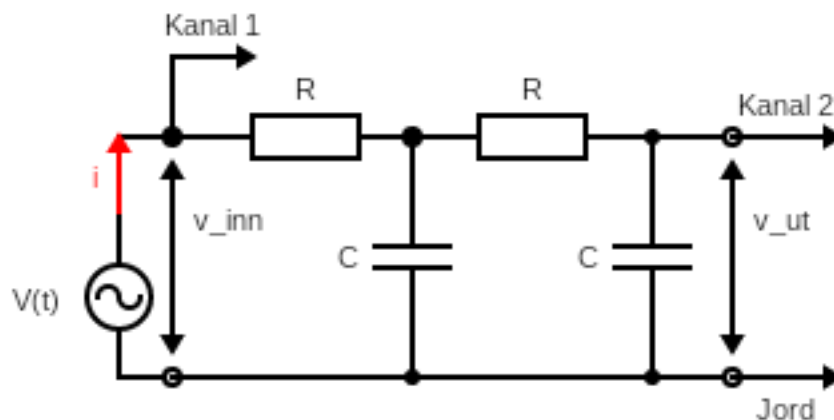 Kanal 1
R
R
Kanal 2
i
v_inn
v_ut
C
C
V(t)
Jord